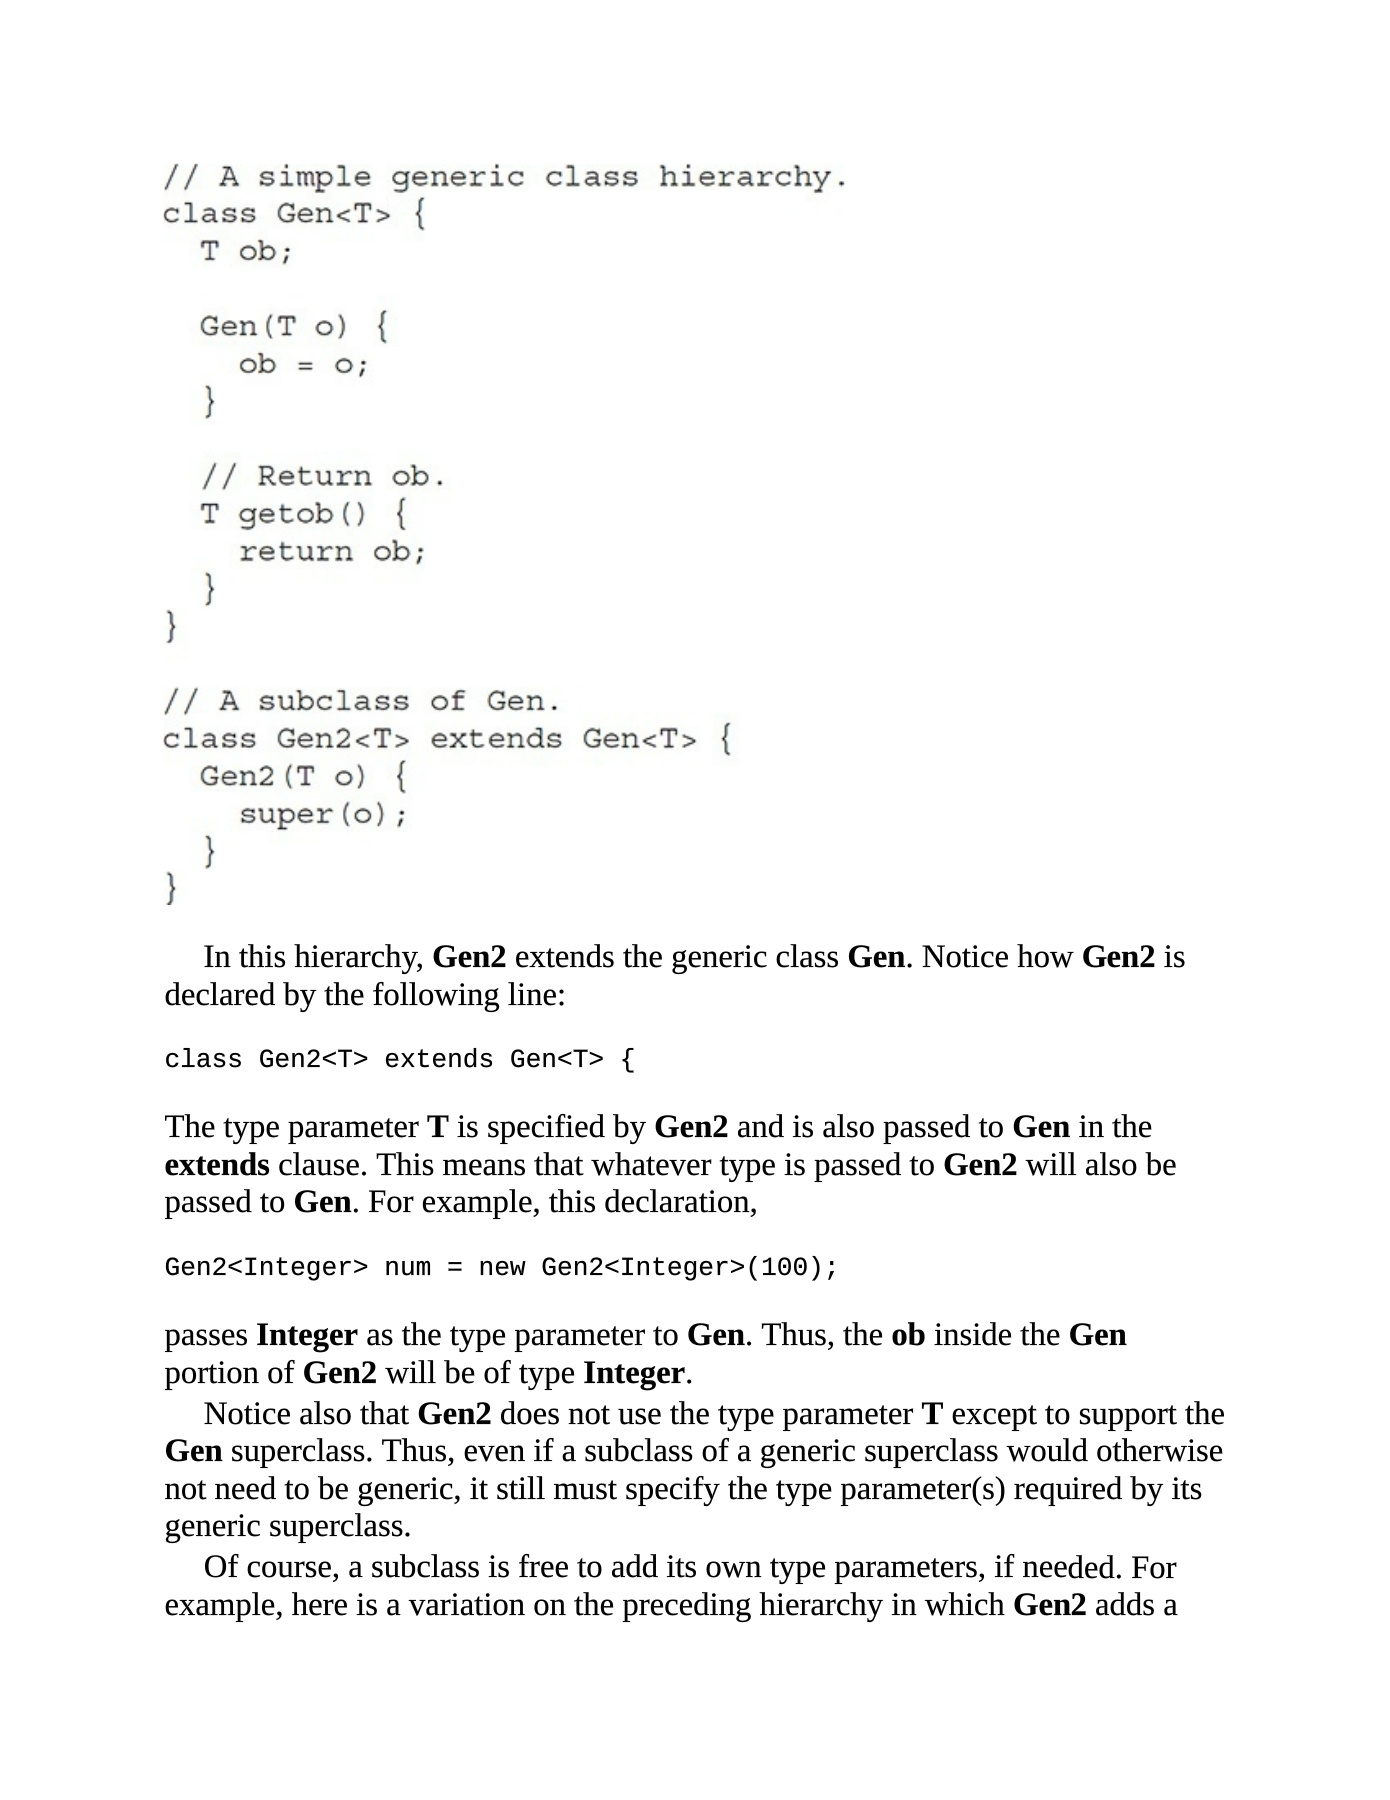 // A simple generic class hierarchy.
class Gen<T> {
  T ob;

  Gen(T o) {
    ob = o;
  }

  // Return ob.
  T getob() {
    return ob;
  }
}

// A subclass of Gen.
class Gen2<T> extends Gen<T> {
  Gen2(T o) {
    super(o);
  }
}
In this hierarchy, Gen2 extends the generic class Gen. Notice how Gen2 is
declared by the following line:
class Gen2<T> extends Gen<T> {
The type parameter T is specified by Gen2 and is also passed to Gen in the
extends clause. This means that whatever type is passed to Gen2 will also be
passed to Gen. For example, this declaration,
Gen2<Integer> num = new Gen2<Integer>(100);
passes Integer as the type parameter to Gen. Thus, the ob inside the Gen
portion of Gen2 will be of type Integer.
Notice also that Gen2 does not use the type parameter T except to support the
Gen superclass. Thus, even if a subclass of a generic superclass would otherwise
not need to be generic, it still must specify the type parameter(s) required by its
generic superclass.
Of course, a subclass is free to add its own type parameters, if needed. For
example, here is a variation on the preceding hierarchy in which Gen2 adds a